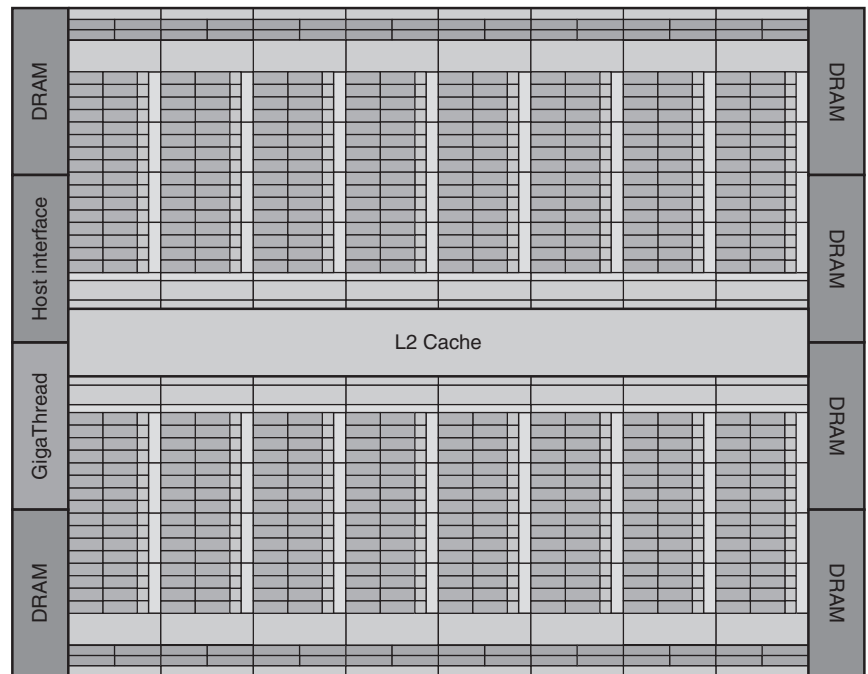 DRAM
Host interface
GigaThread
DRAM
L2 Cache
DRAM
DRAM
DRAM
DRAM